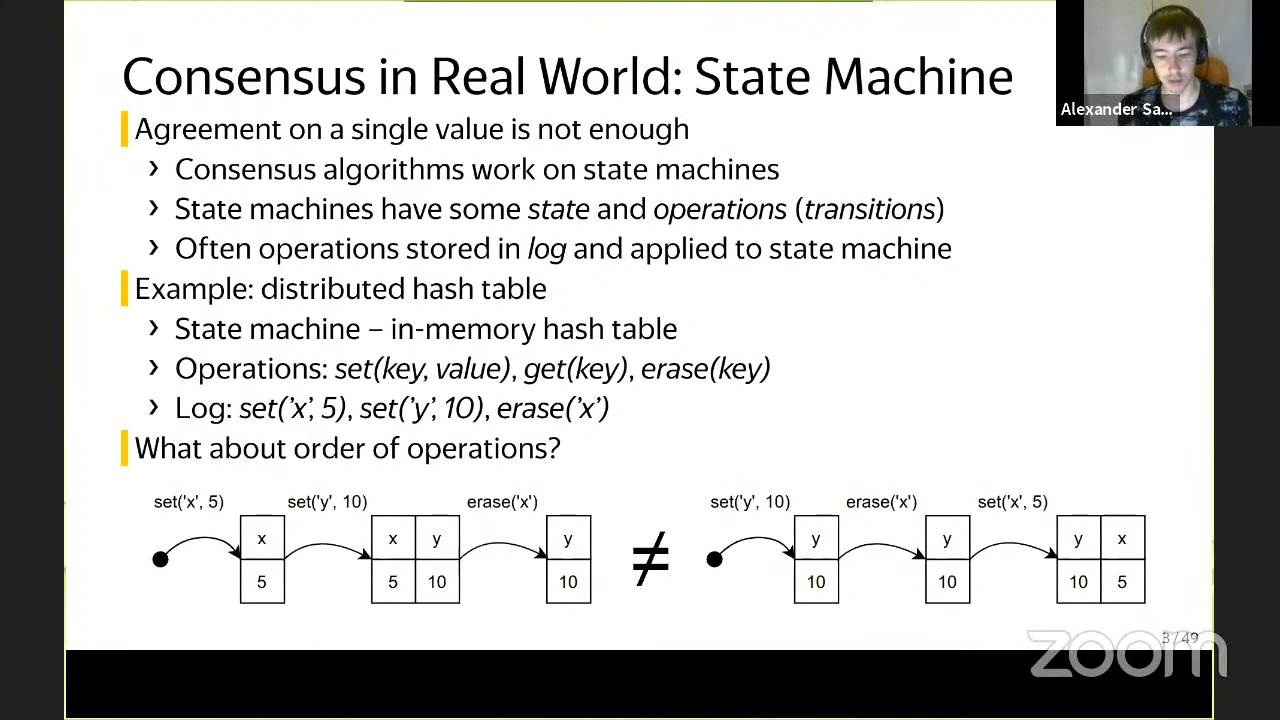 Consensus in Real World: State Machine
Alexander Sa...
Agreement on a single value is not enough
› Consensus algorithms work on state machines
› State machines have some state and operations (transitions)
› Often operations stored in log and applied to state machine
Example: distributed hash table
› State machine – in-memory hash table
› Operations: set(key, value), get(key), erase(key)
› Log: set('x', 5), set('y', 10), erase('x')
What about order of operations?
set('x', 5) set('y', 10) erase('x') set('y', 10) erase('x') set('x', 5)
x x y y ≠ y y y x
5 5 10 10 10 10 10 5
3 / 49
zoom